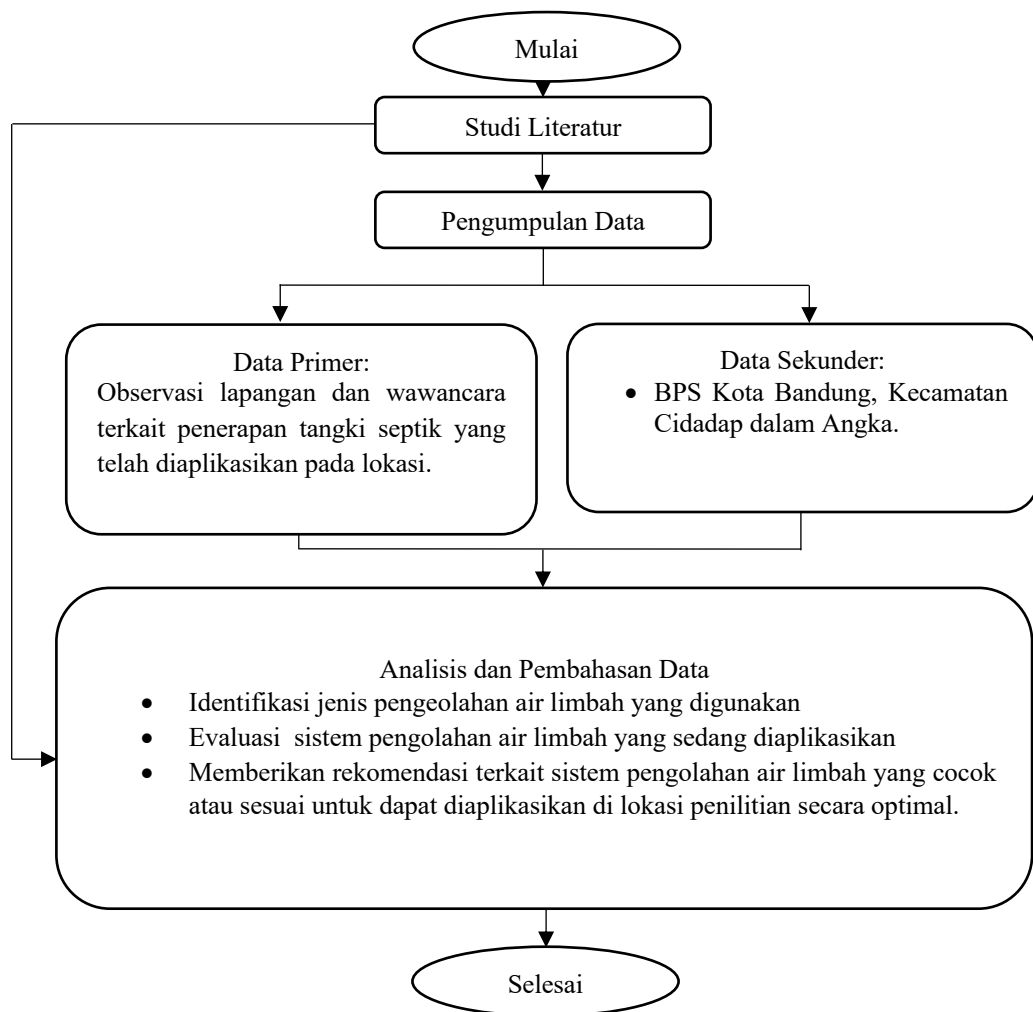 Mulai
Studi Literatur
Pengumpulan Data
Data Primer:
Observasi lapangan dan wawancara
terkait penerapan tangki septik yang
telah diaplikasikan pada lokasi.
Data Sekunder:
• BPS Kota Bandung, Kecamatan
Cidadap dalam Angka.
Analisis dan Pembahasan Data
• Identifikasi jenis pengeolahan air limbah yang digunakan
• Evaluasi sistem pengolahan air limbah yang sedang diaplikasikan
• Memberikan rekomendasi terkait sistem pengolahan air limbah yang cocok
atau sesuai untuk dapat diaplikasikan di lokasi penilitian secara optimal.
Selesai